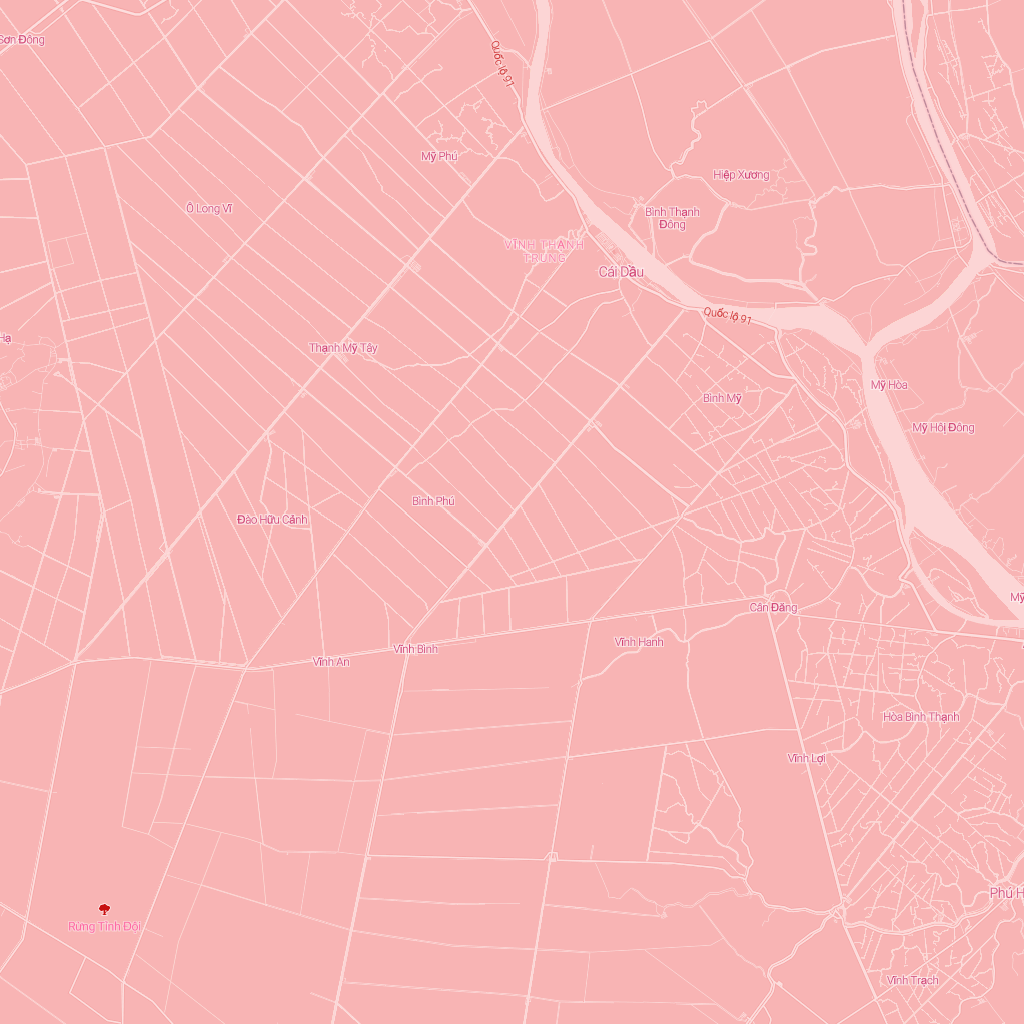 Sơn Đông
Quốc lộ 91
Mỹ Phú
Hiệp Xương
Ô Long Vĩ
Bình Thạnh
Đông
VĨNH THẠNH
TRUNG
Cái Dầu
Quốc lộ 91
Hạ
Thạnh Mỹ Tây
Mỹ Hòa
Bình Mỹ
Mỹ Hội Đông
Bình Phú
Đào Hữu Cảnh
Mỹ
Cần Đăng
Vĩnh Hanh
Vĩnh Bình
Vĩnh An
Hòa Bình Thạnh
Vĩnh Lợi
Phú H
Rừng Tỉnh Đội
Vĩnh Trạch